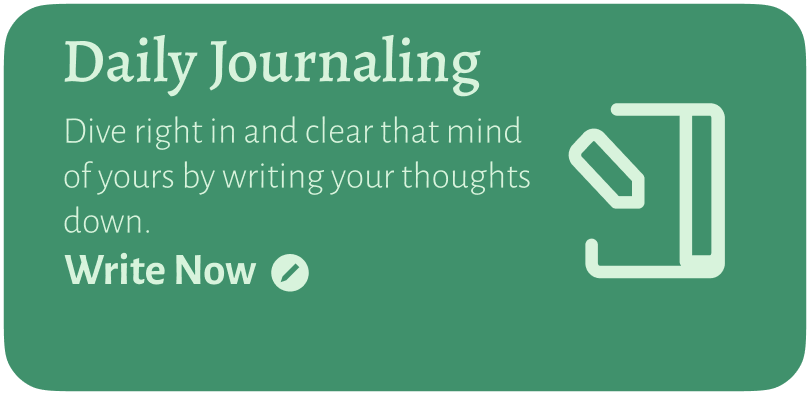 Daily Journaling
Dive right in and clear that mind
of yours by writing your thoughts
down.
Write Now